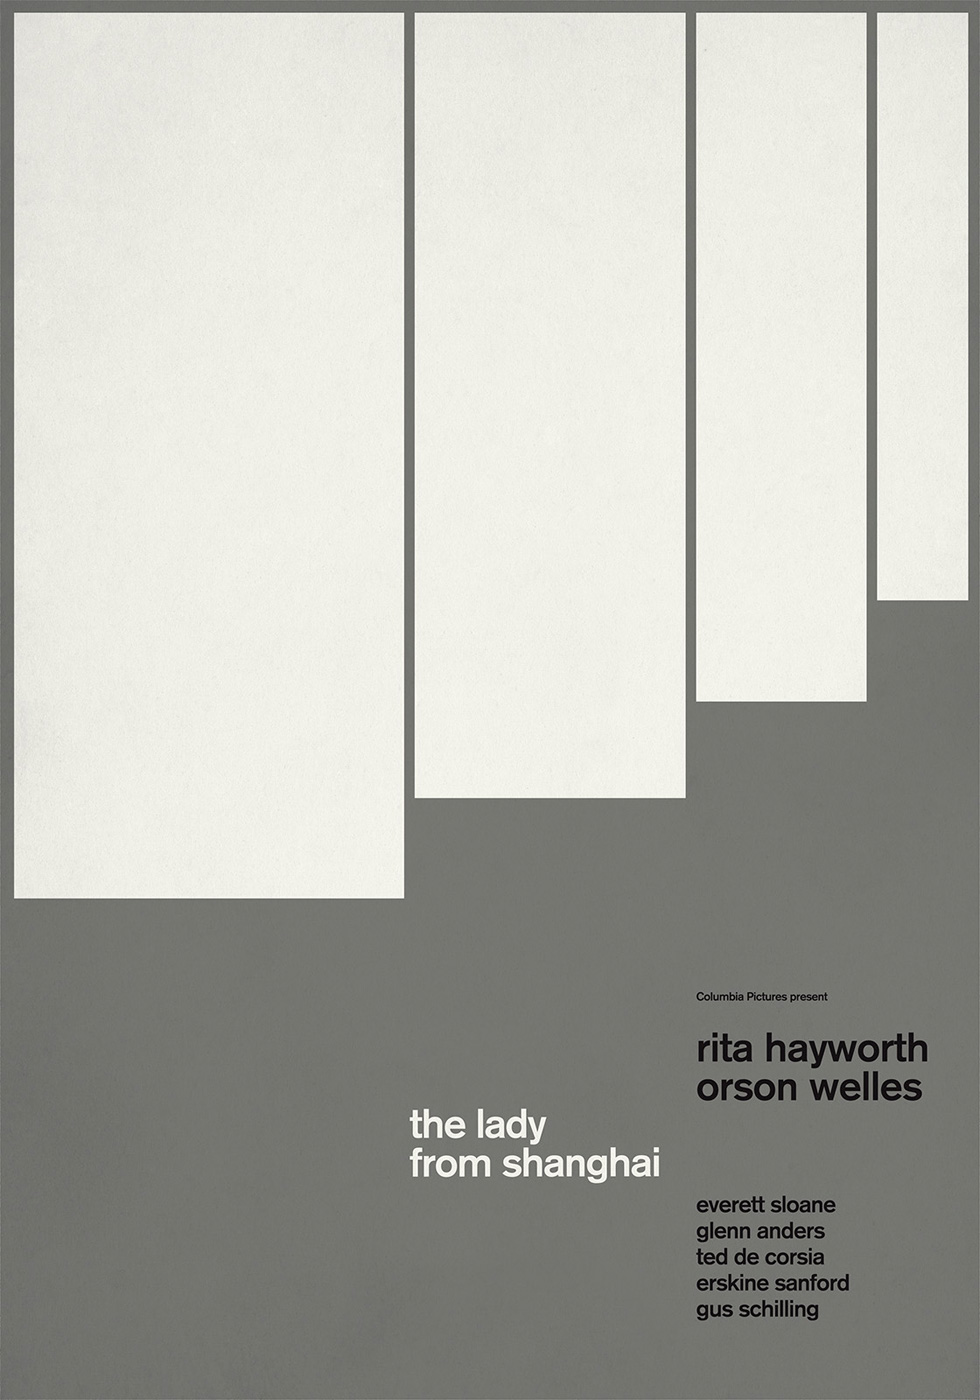 Columbia Pictures present
rita hayworth
orson welles
the lady
from shanghai
everett sloane
glenn anders
ted de corsia
erskine sanford
gus schilling